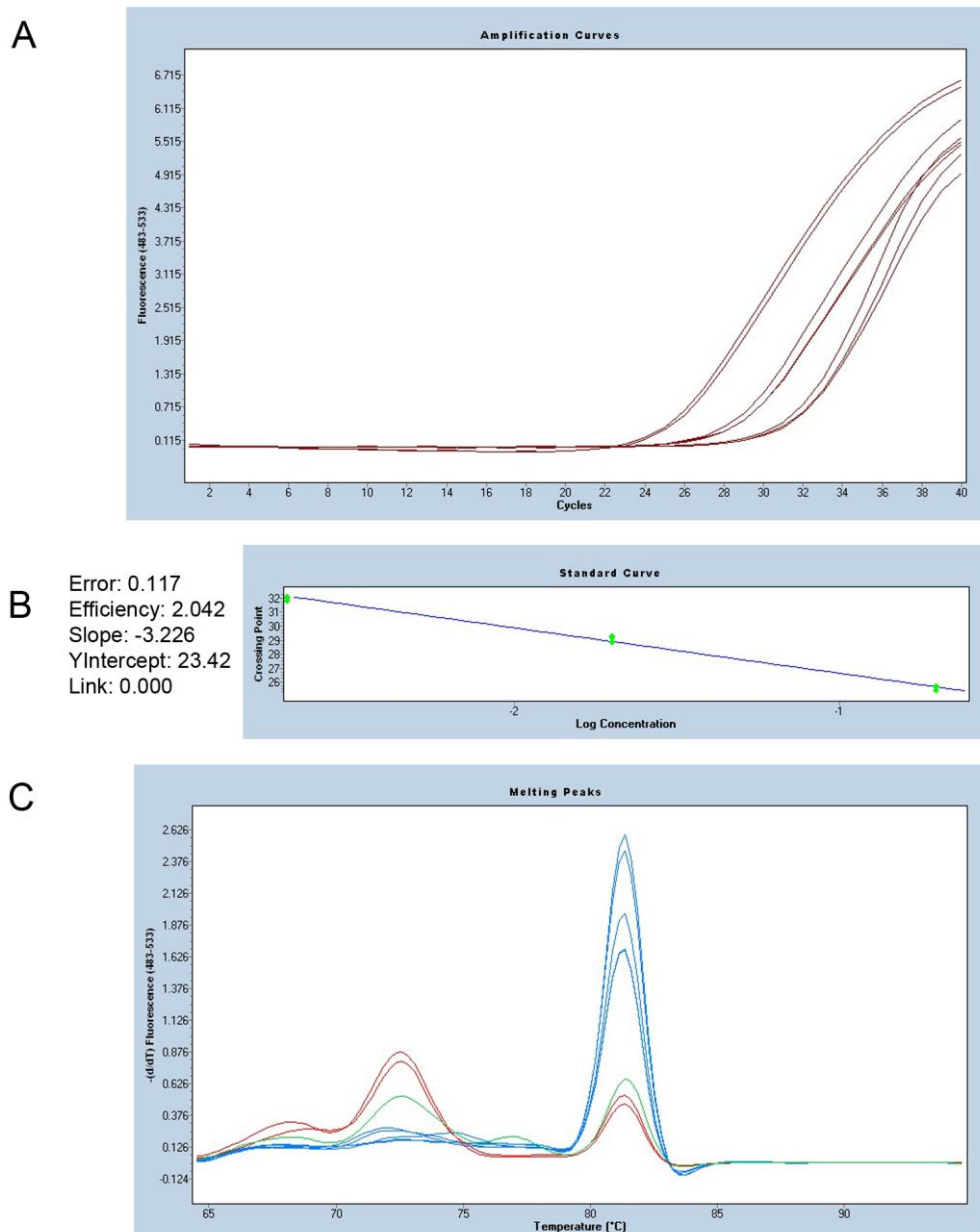 A
Amplification Curves
Fluorescence (483-533)
6.715
6.115
5.515
4.915
4.315
3.715
3.115
2.515
1.915
1.315
0.715
0.115
2 4 6 8 10 12 14 16 18 20 22 24 26 28 30 32 34 36 38 40
Cycles
B
Error: 0.117
Efficiency: 2.042
Slope: -3.226
YIntercept: 23.42
Link: 0.000
Standard Curve
Crossing Point
32
31
30
29
28
27
26
-2 -1
Log Concentration
C
Melting Peaks
-(d/dT) Fluorescence (483-533)
2.626
2.376
2.126
1.876
1.626
1.376
1.126
0.876
0.626
0.376
0.126
-0.124
65 70 75 80 85 90
Temperature (°C)